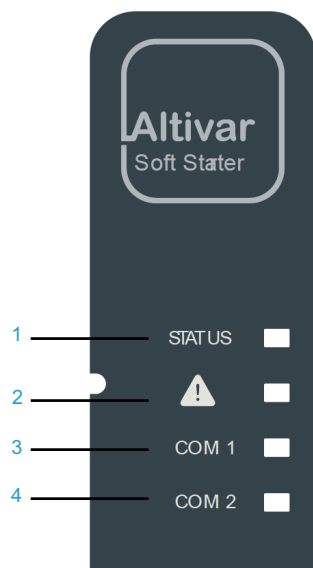 Altivar
Soft Stater
1 STATUS
2 !
3 COM 1
4 COM 2